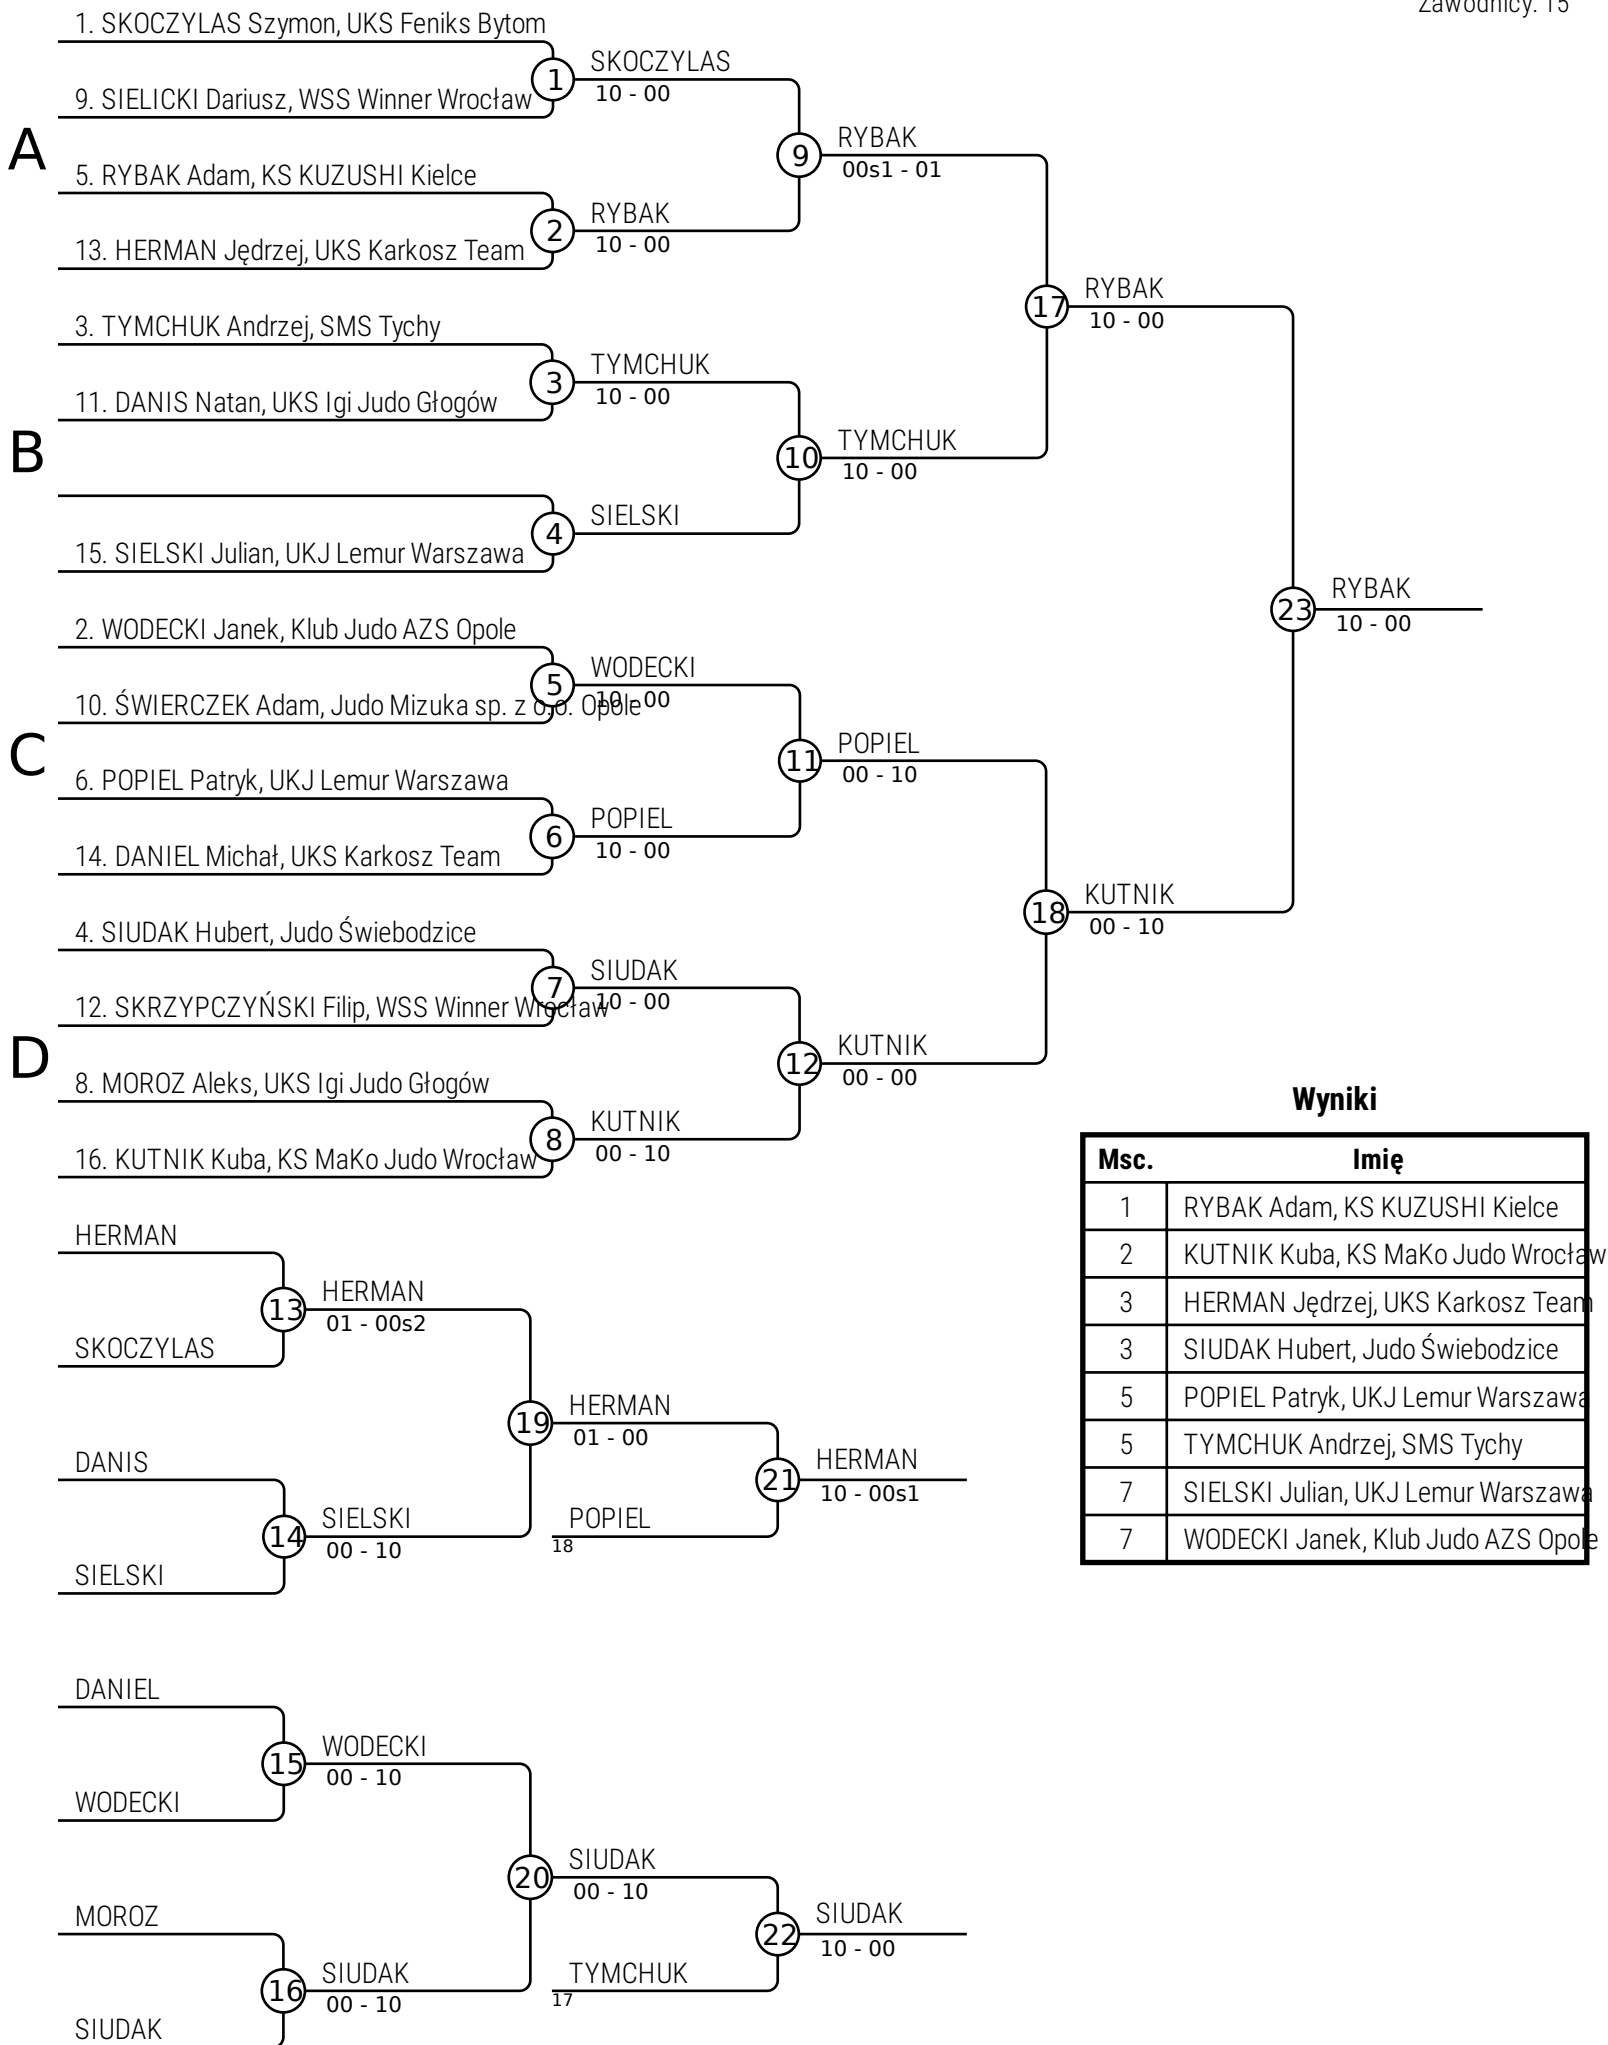 Zawodnicy: 15
1. SKOCZYLAS Szymon, UKS Feniks Bytom
1
SKOCZYLAS
10 - 00
9. SIELICKI Dariusz, WSS Winner Wrocław
A
9
RYBAK
00s1 - 01
5. RYBAK Adam, KS KUZUSHI Kielce
2
RYBAK
10 - 00
13. HERMAN Jędrzej, UKS Karkosz Team
17
RYBAK
10 - 00
3. TYMCHUK Andrzej, SMS Tychy
3
TYMCHUK
10 - 00
11. DANIS Natan, UKS Igi Judo Głogów
B
10
TYMCHUK
10 - 00
4
SIELSKI
15. SIELSKI Julian, UKJ Lemur Warszawa
23
RYBAK
10 - 00
2. WODECKI Janek, Klub Judo AZS Opole
5
WODECKI
10 - 00
10. ŚWIERCZEK Adam, Judo Mizuka sp. z o.o. Opole
C
11
POPIEL
00 - 10
6. POPIEL Patryk, UKJ Lemur Warszawa
6
POPIEL
10 - 00
14. DANIEL Michał, UKS Karkosz Team
18
KUTNIK
00 - 10
4. SIUDAK Hubert, Judo Świebodzice
7
SIUDAK
10 - 00
12. SKRZYPCZYŃSKI Filip, WSS Winner Wrocław
D
12
KUTNIK
00 - 00
8. MOROZ Aleks, UKS Igi Judo Głogów
8
KUTNIK
00 - 10
16. KUTNIK Kuba, KS MaKo Judo Wrocław
Wyniki
Msc. Imię
1 RYBAK Adam, KS KUZUSHI Kielce
2 KUTNIK Kuba, KS MaKo Judo Wrocław
3 HERMAN Jędrzej, UKS Karkosz Team
3 SIUDAK Hubert, Judo Świebodzice
5 POPIEL Patryk, UKJ Lemur Warszawa
5 TYMCHUK Andrzej, SMS Tychy
7 SIELSKI Julian, UKJ Lemur Warszawa
7 WODECKI Janek, Klub Judo AZS Opole
HERMAN
13
HERMAN
01 - 00s2
SKOCZYLAS
19
HERMAN
01 - 00
DANIS
14
SIELSKI
00 - 10
SIELSKI
21
HERMAN
10 - 00s1
POPIEL
18
DANIEL
15
WODECKI
00 - 10
WODECKI
20
SIUDAK
00 - 10
MOROZ
16
SIUDAK
00 - 10
SIUDAK
22
SIUDAK
10 - 00
TYMCHUK
17